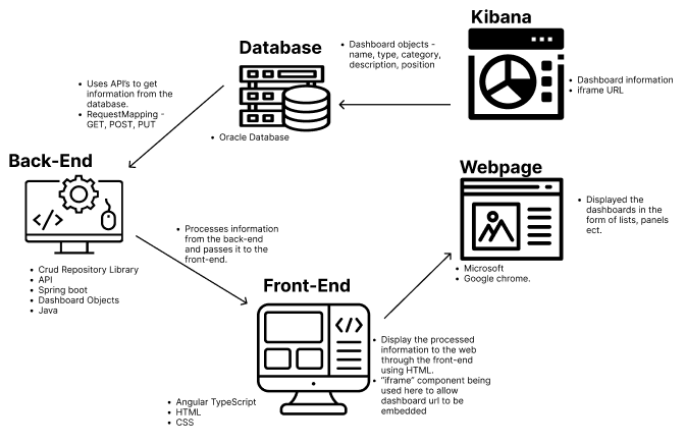 Kibana
Database
• Dashboard objects -
name, type, category,
description, position
• Dashboard information
• iframe URL
• Uses API's to get
information from the
database.
• RequestMapping -
GET, POST, PUT
• Oracle Database
Back-End
Webpage
• Displayed the
dashboards in the
form of lists, panels
ect.
• Processes information
from the back-end
and passes it to the
front-end.
• Microsoft
• Google chrome.
• Crud Repository Library
• API
• Spring boot
• Dashboard Objects
• Java
Front-End
• Display the processed
information to the web
through the front-end
using HTML.
• "iframe" component being
used here to allow
dashboard url to be
embedded
• Angular TypeScript
• HTML
• CSS